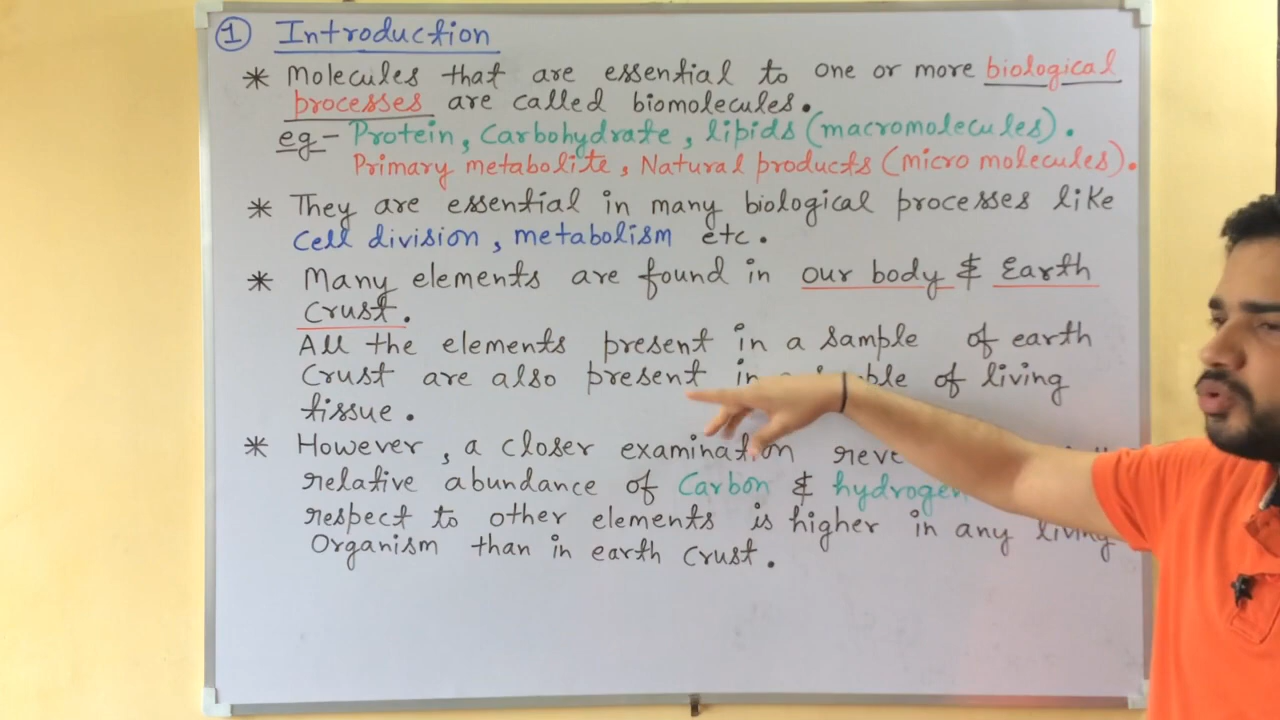 ① Introduction
* Molecules that are essential to one or more biological
processes are called biomolecules.
eg- Protein, Carbohydrate, lipids (macromolecules).
Primary metabolite, Natural products (micro molecules).
* They are essential in many biological processes like
Cell division, metabolism etc.
* Many elements are found in our body & Earth
Crust.
All the elements present in a sample of earth
Crust are also present in of living
tissue.
* However, a closer examination
relative abundance of Carbon & hydrogen
respect to other elements is higher in any living
Organism than in earth Crust.